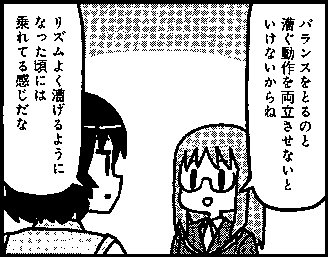 バランスをとるのと
漕ぐ動作を両立させないと
いけないからね
リズムよく漕げるように
なった頃には
乗れてる感じだな